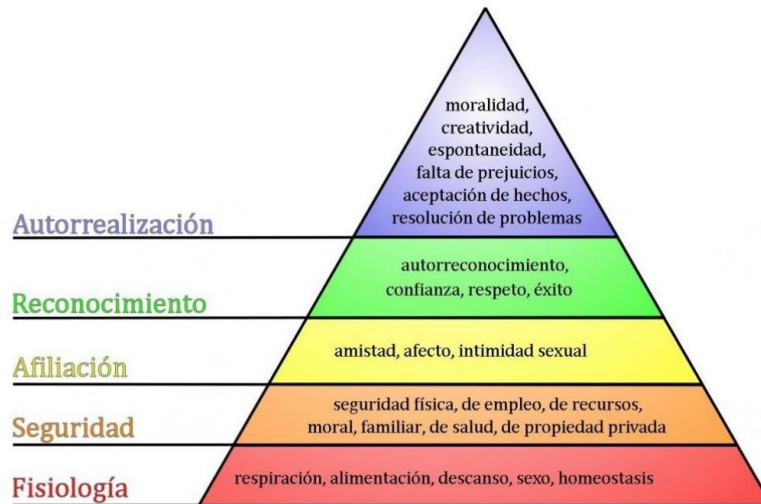 moralidad,
creatividad,
espontaneidad,
falta de prejuicios,
aceptación de hechos,
resolución de problemas
Autorrealización
autorreconocimiento,
confianza, respeto, éxito
Reconocimiento
amistad, afecto, intimidad sexual
Afiliación
seguridad física, de empleo, de recursos,
moral, familiar, de salud, de propiedad privada
Seguridad
respiración, alimentación, descanso, sexo, homeostasis
Fisiología